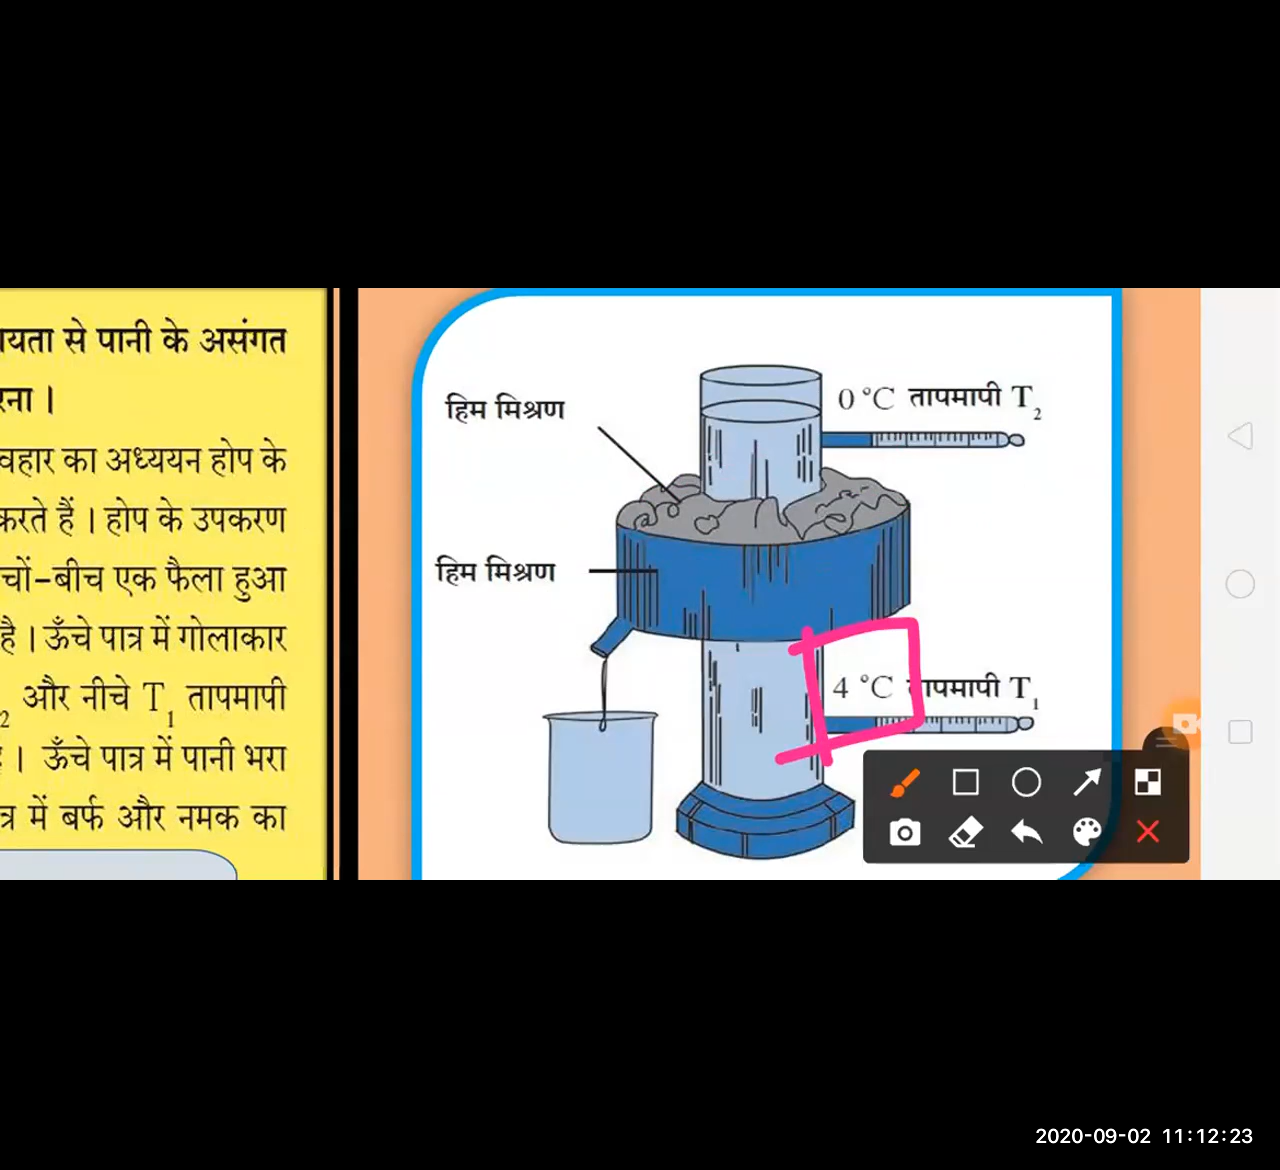 यता से पानी के असंगत
रना ।
वहार का अध्ययन होप के
करते हैं । होप के उपकरण
चों-बीच एक फैला हुआ
है । ऊँचे पात्र में गोलाकार
2 और नीचे T1 तापमापी
। ऊँचे पात्र में पानी भरा
त्र में बर्फ और नमक का
हिम मिश्रण
0 °C तापमापी T2
हिम मिश्रण
4 °C तापमापी T1
2020-09-02 11:12:23